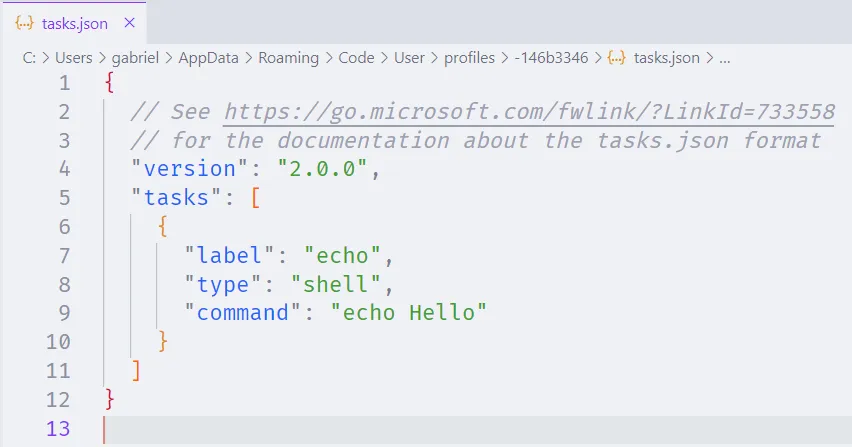 tasks.json
C: > Users > gabriel > AppData > Roaming > Code > User > profiles > -146b3346 > tasks.json > ...
1 {
2 // See https://go.microsoft.com/fwlink/?LinkId=733558
3 // for the documentation about the tasks.json format
4 "version": "2.0.0",
5 "tasks": [
6 {
7 "label": "echo",
8 "type": "shell",
9 "command": "echo Hello"
10 }
11 ]
12 }
13